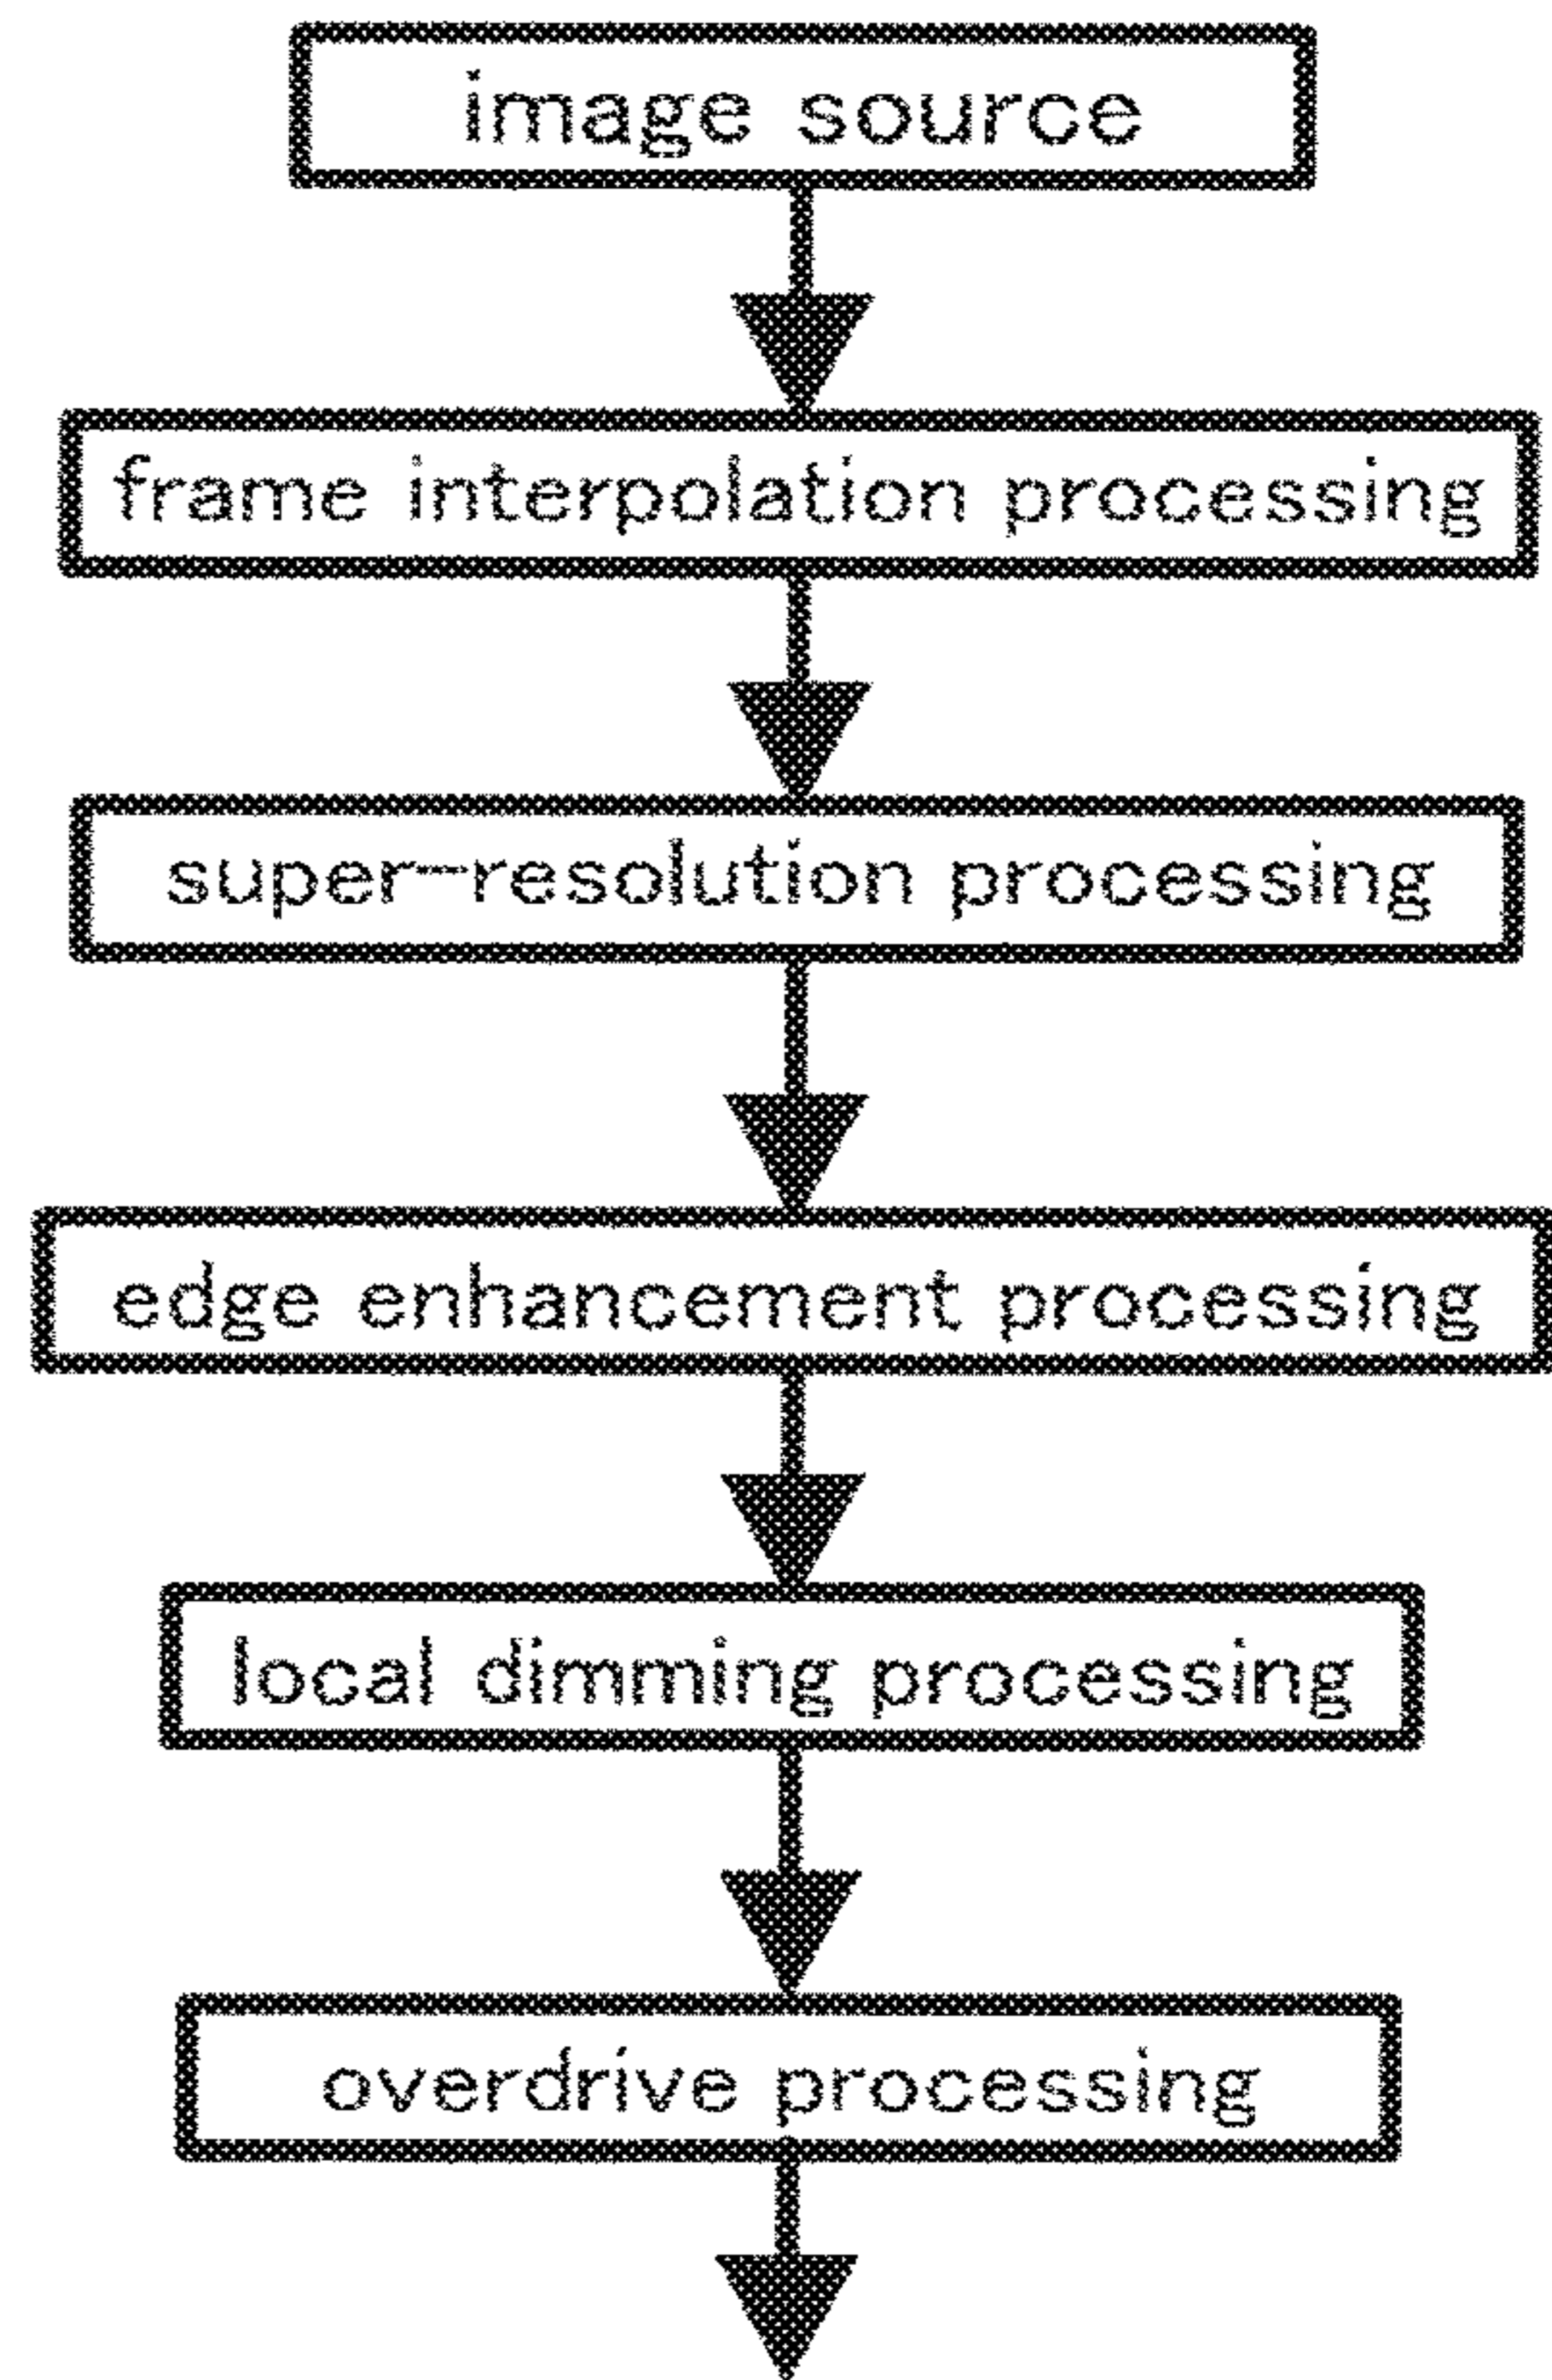 image source
frame interpolation processing
super-resolution processing
edge enhancement processing
local dimming processing
overdrive processing